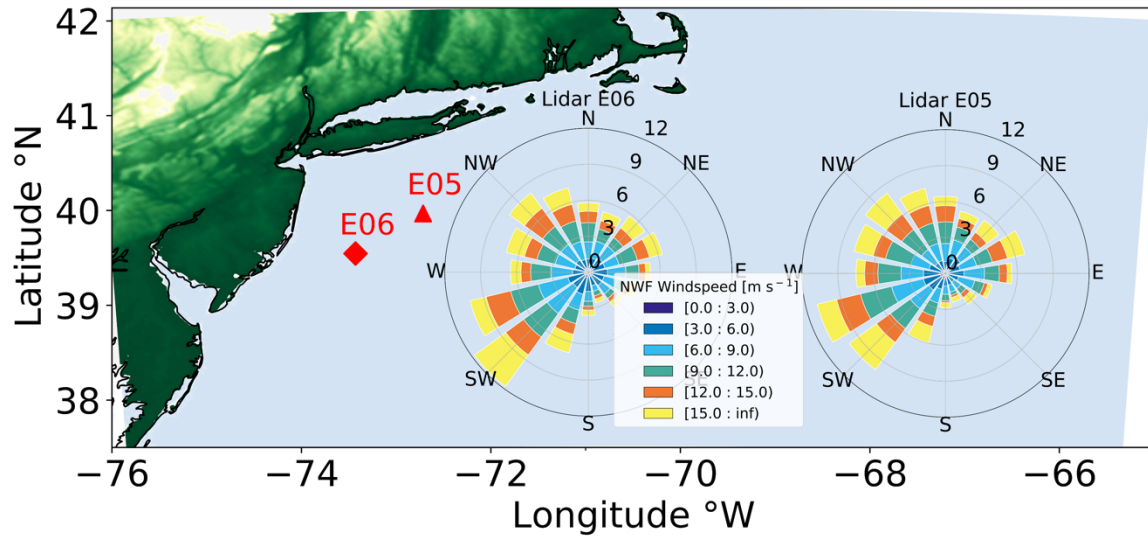 Latitude °N
42
41
40
39
38
−76
−74
−72
−70
−68
−66
Longitude °W
E05
E06
Lidar E06
N
12
NW
9
NE
6
3
0
W
E
SW
SE
S
Lidar E05
N
12
NW
9
NE
6
3
0
W
E
SW
SE
S
NWF Windspeed [m s⁻¹]
[0.0 : 3.0)
[3.0 : 6.0)
[6.0 : 9.0)
[9.0 : 12.0)
[12.0 : 15.0)
[15.0 : inf)